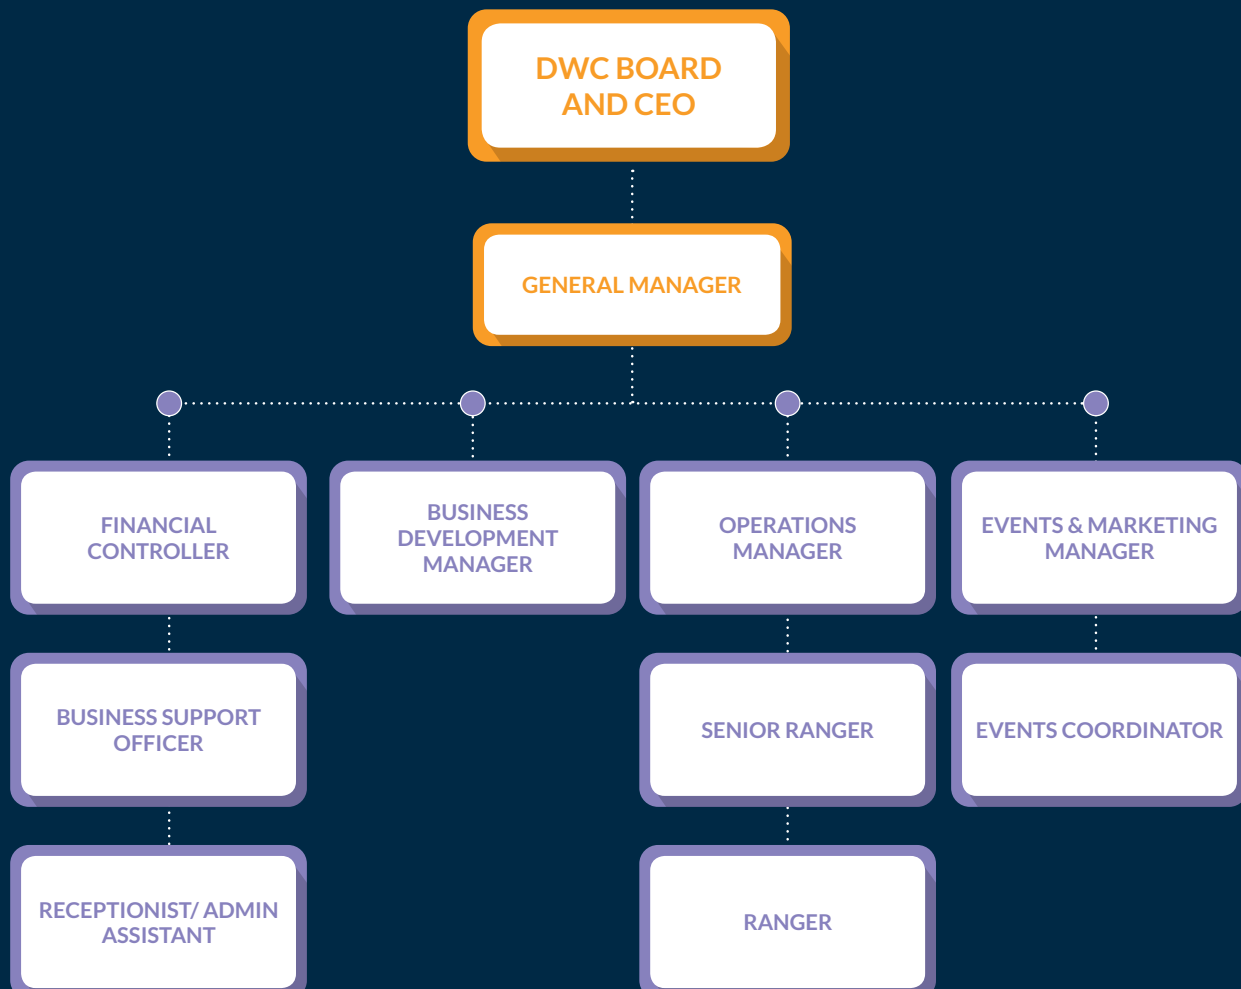 DWC BOARD
AND CEO
GENERAL MANAGER
FINANCIAL
CONTROLLER
BUSINESS
DEVELOPMENT
MANAGER
OPERATIONS
MANAGER
EVENTS & MARKETING
MANAGER
BUSINESS SUPPORT
OFFICER
SENIOR RANGER
EVENTS COORDINATOR
RECEPTIONIST/ ADMIN
ASSISTANT
RANGER